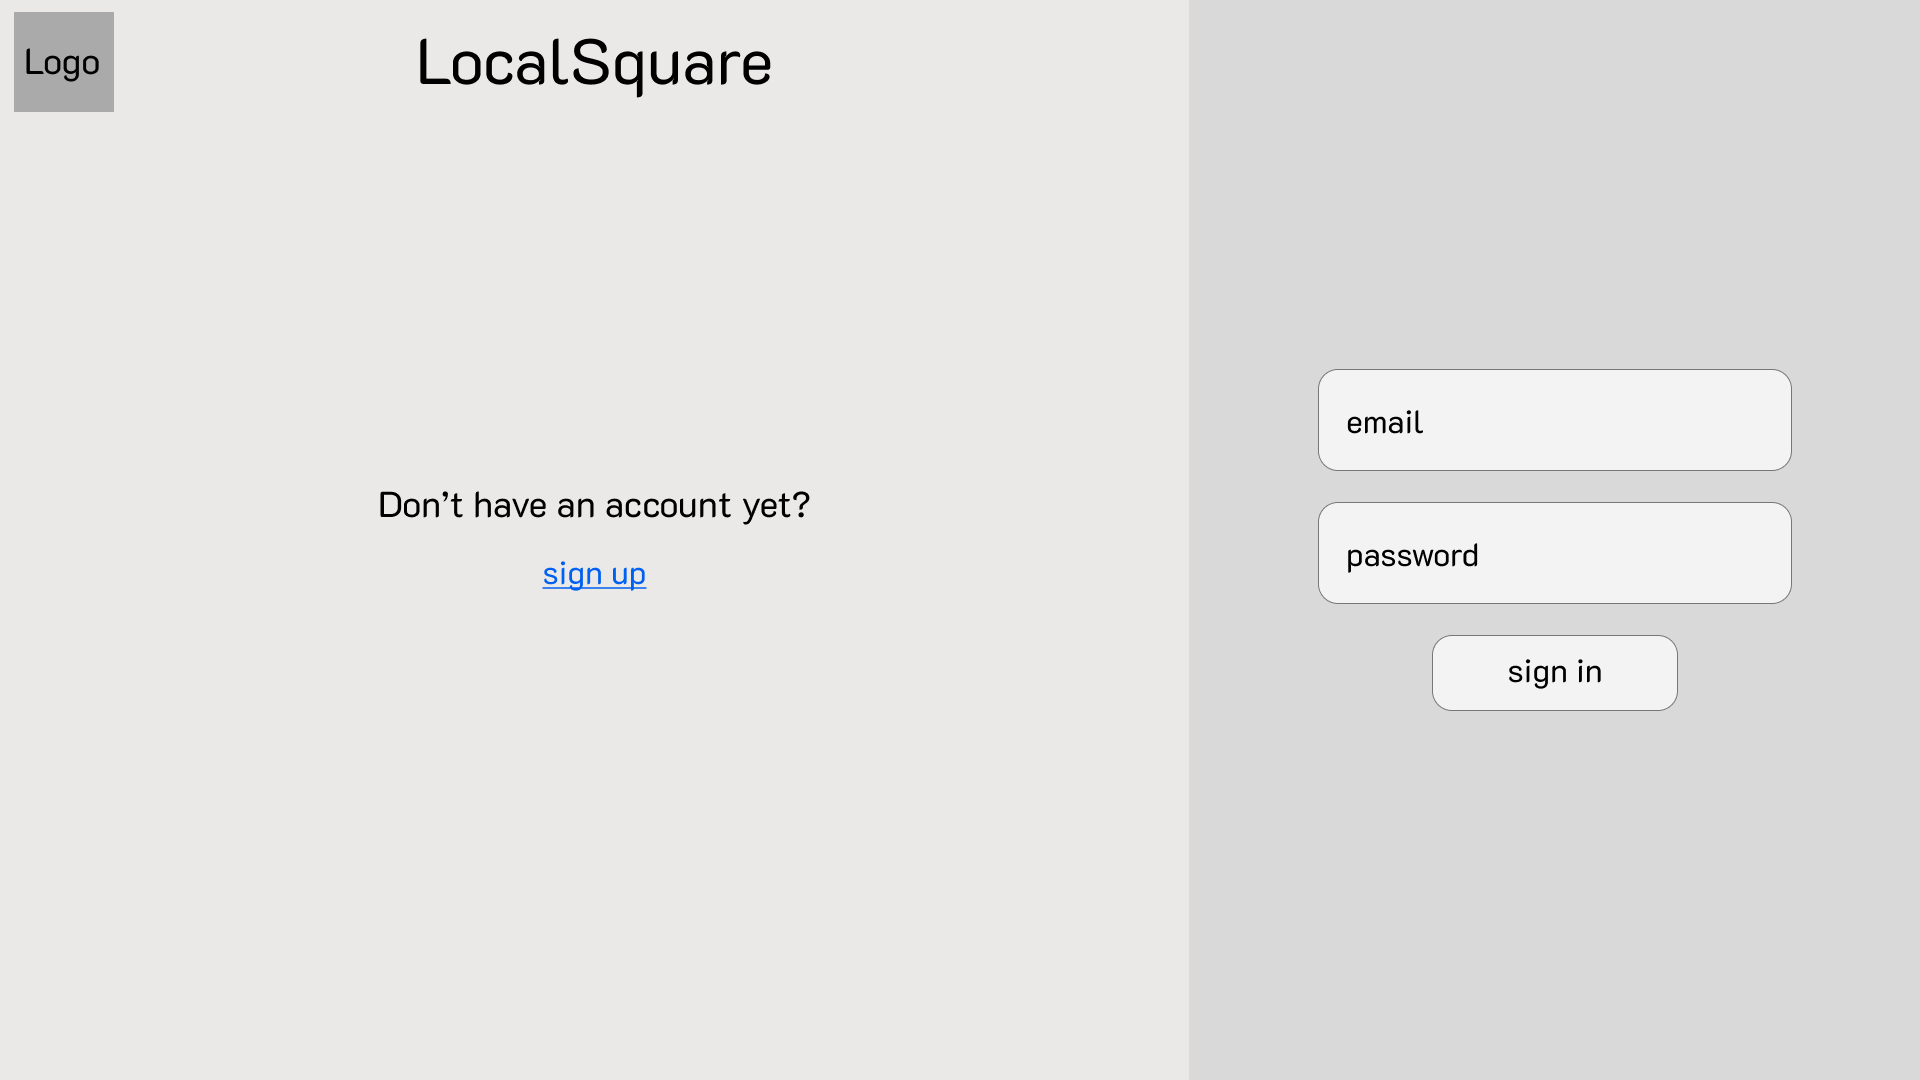 Logo
LocalSquare
Don’t have an account yet?
sign up
email
password
sign in